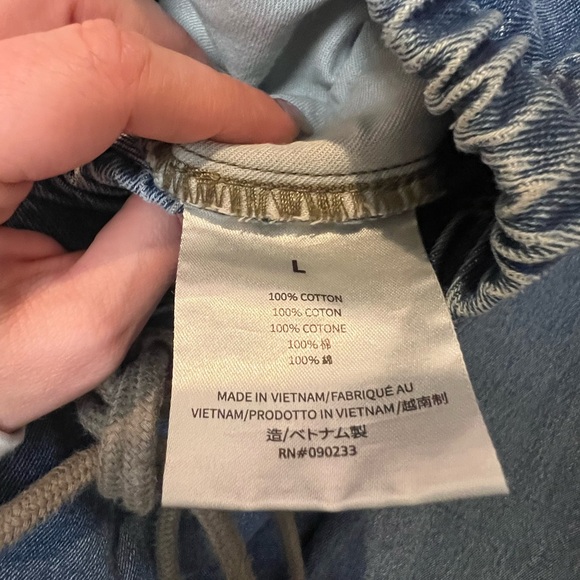 L
100% COTTON
100% COTON
100% COTONE
100% 棉
100% 綿
MADE IN VIETNAM/FABRIQUÉ AU
VIETNAM/PRODOTTO IN VIETNAM/越南制
造/ベトナム製
RN#090233